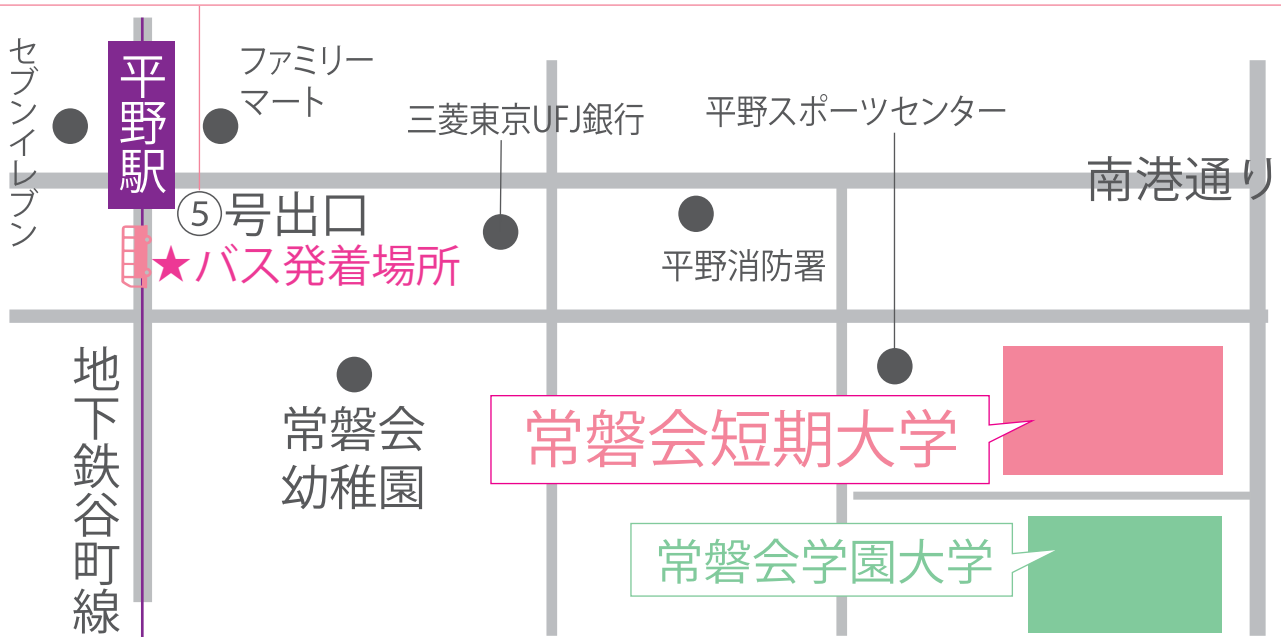 セブンイレブン
平野駅
ファミリー
マート
三菱東京UFJ銀行
平野スポーツセンター
南港通り
⑤号出口
★バス発着場所
平野消防署
地下鉄谷町線
常磐会
幼稚園
常磐会短期大学
常磐会学園大学